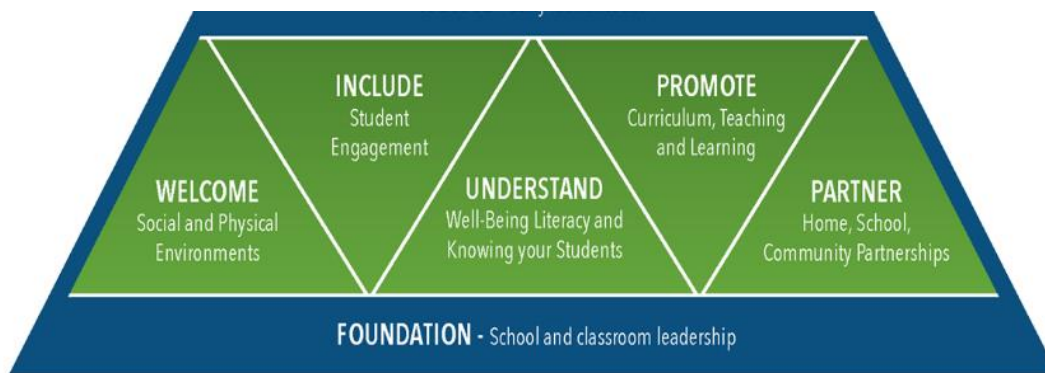 INCLUDE
Student
Engagement
PROMOTE
Curriculum, Teaching
and Learning
WELCOME
Social and Physical
Environments
UNDERSTAND
Well-Being Literacy and
Knowing your Students
PARTNER
Home, School,
Community Partnerships
FOUNDATION - School and classroom leadership